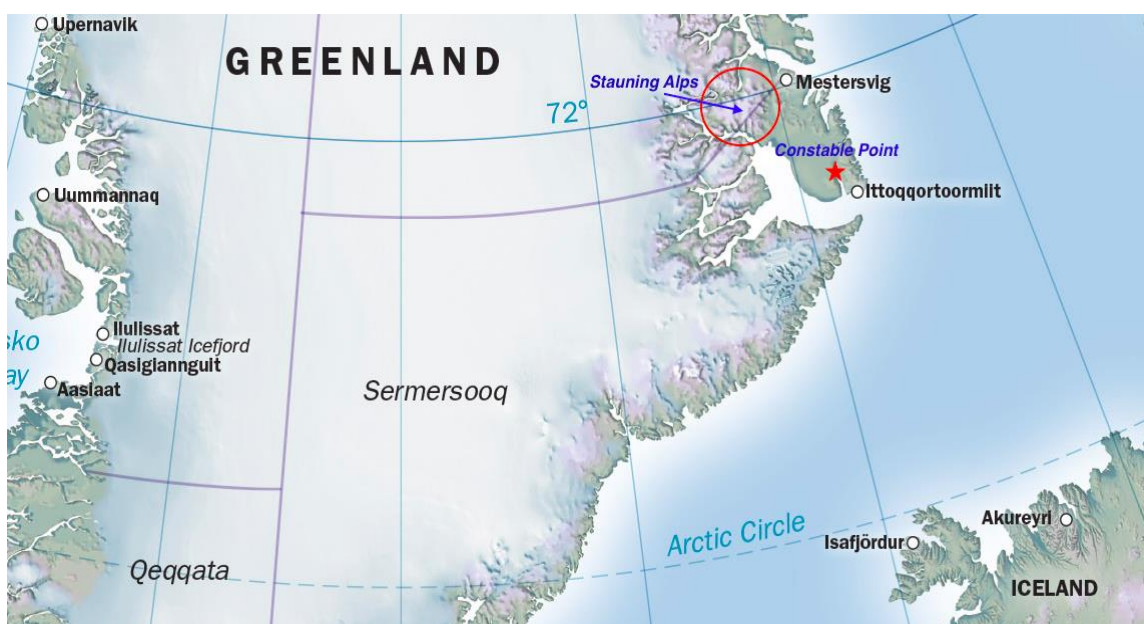 Upernavik
GREENLAND
Stauning Alps
Mestersvig
72°
Constable Point
Uummannaq
Ittoqqortoormiit
Ilulissat
Ilulissat Icefjord
sko
ay
Qasigiannguit
Aasiaat
Sermersooq
Arctic Circle
Akureyri
Isafjördur
Qeqqata
ICELAND